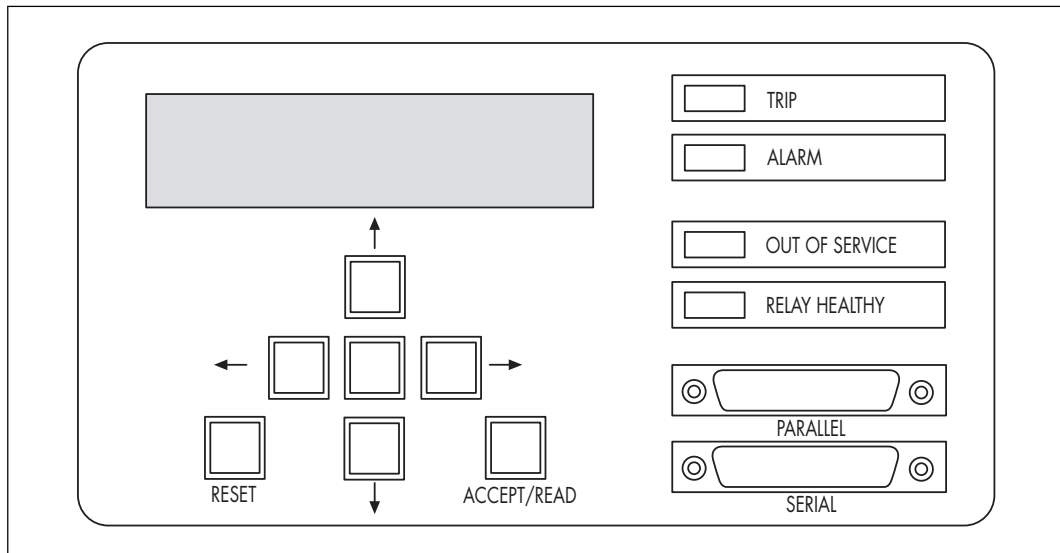 TRIP
ALARM
OUT OF SERVICE
RELAY HEALTHY
PARALLEL
RESET
ACCEPT/READ
SERIAL